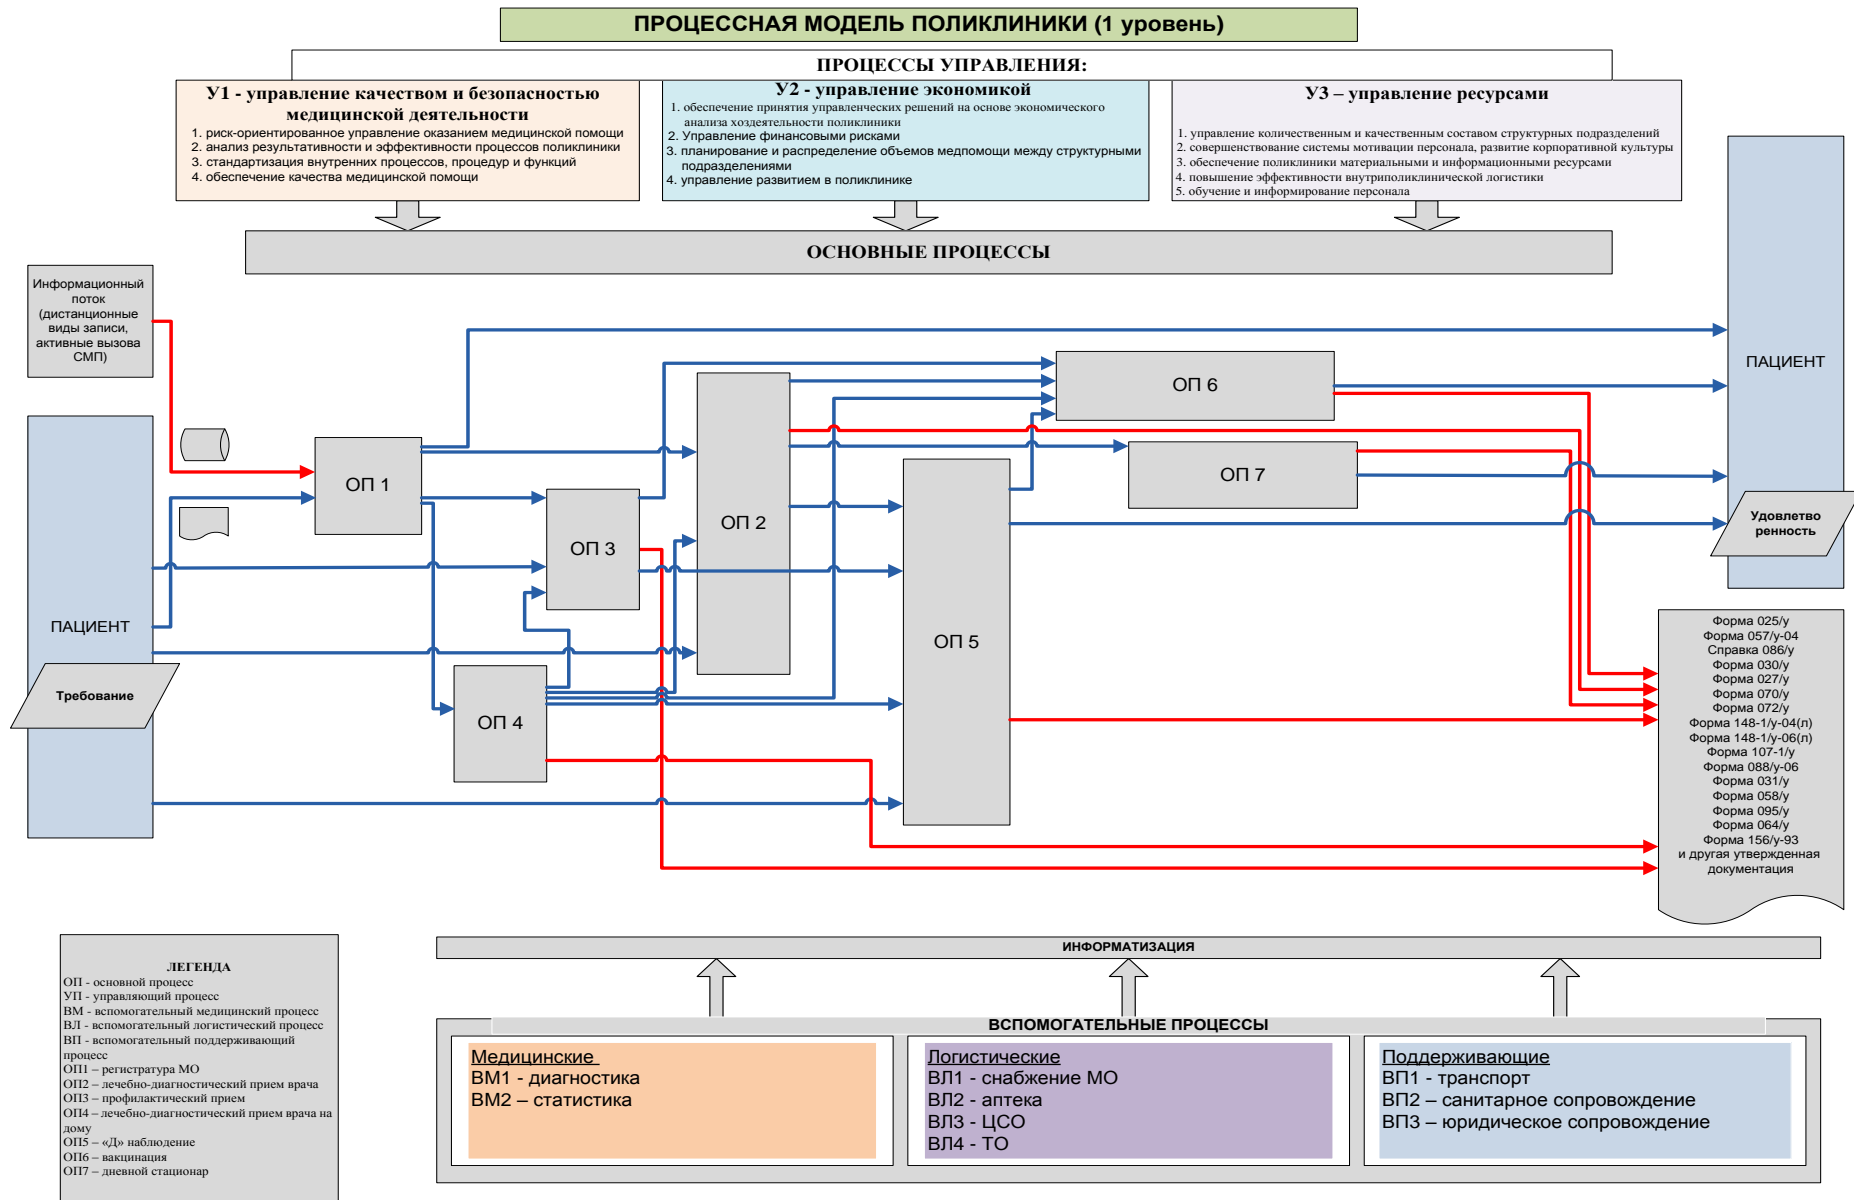 ПРОЦЕССНАЯ МОДЕЛЬ ПОЛИКЛИНИКИ (1 уровень)
ПРОЦЕССЫ УПРАВЛЕНИЯ:
У1 - управление качеством и безопасностью
медицинской деятельности
1. риск-ориентированное управление оказанием медицинской помощи
2. анализ результативности и эффективности процессов поликлиники
3. стандартизация внутренних процессов, процедур и функций
4. обеспечение качества медицинской помощи
У2 - управление экономикой
1. обеспечение принятия управленческих решений на основе экономического
анализа хоздеятельности поликлиники
2. Управление финансовыми рисками
3. планирование и распределение объемов медпомощи между структурными
подразделениями
4. управление развитием в поликлинике
У3 – управление ресурсами
1. управление количественным и качественным составом структурных подразделений
2. совершенствование системы мотивации персонала, развитие корпоративной культуры
3. обеспечение поликлиники материальными и информационными ресурсами
4. повышение эффективности внутриполиклинической логистики
5. обучение и информирование персонала
ОСНОВНЫЕ ПРОЦЕССЫ
Информационный
поток
(дистанционные
виды записи,
активные вызова
СМП)
ПАЦИЕНТ
Требование
ОП 1
ОП 3
ОП 4
ОП 2
ОП 5
ОП 6
ОП 7
ПАЦИЕНТ
Удовлетво
ренность
Форма 025/у
Форма 057/у-04
Справка 086/у
Форма 030/у
Форма 027/у
Форма 070/у
Форма 072/у
Форма 148-1/у-04(л)
Форма 148-1/у-06(л)
Форма 107-1/у
Форма 088/у-06
Форма 031/у
Форма 058/у
Форма 095/у
Форма 064/у
Форма 156/у-93
и другая утвержденная
документация
ЛЕГЕНДА
ОП - основной процесс
УП - управляющий процесс
ВМ - вспомогательный медицинский процесс
ВЛ - вспомогательный логистический процесс
ВП - вспомогательный поддерживающий
процесс
ОП1 – регистратура МО
ОП2 – лечебно-диагностический прием врача
ОП3 – профилактический прием
ОП4 – лечебно-диагностический прием врача на
дому
ОП5 – «Д» наблюдение
ОП6 – вакцинация
ОП7 – дневной стационар
ИНФОРМАТИЗАЦИЯ
ВСПОМОГАТЕЛЬНЫЕ ПРОЦЕССЫ
Медицинские
ВМ1 - диагностика
ВМ2 – статистика
Логистические
ВЛ1 - снабжение МО
ВЛ2 - аптека
ВЛ3 - ЦСО
ВЛ4 - ТО
Поддерживающие
ВП1 - транспорт
ВП2 – санитарное сопровождение
ВП3 – юридическое сопровождение